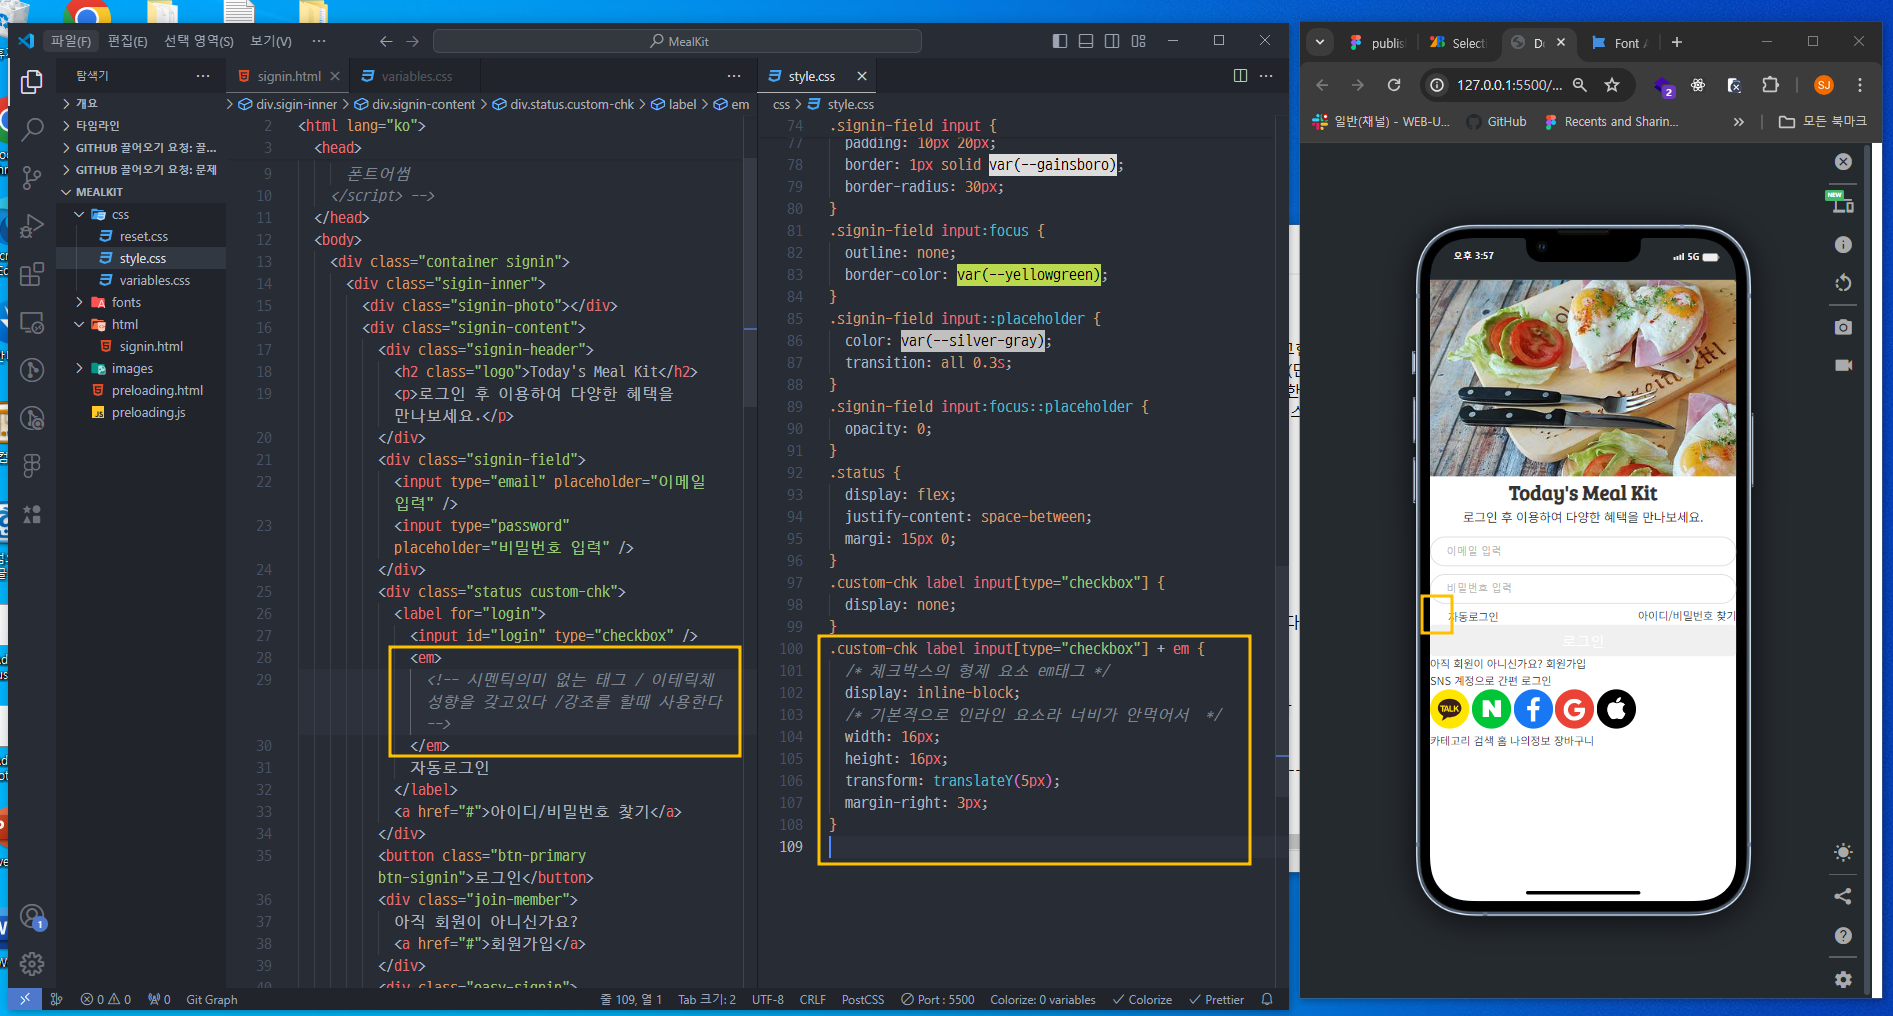 파일(F) 편집(E) 선택 영역(S) 보기(V) ··· MealKit
탐색기
개요
타임라인
GITHUB 끌어오기 요청: 끌...
GITHUB 끌어오기 요청: 문제
MEALKIT
css
reset.css
style.css
variables.css
fonts
html
signin.html
images
preloading.html
preloading.js
signin.html variables.css
div.sigin-inner > div.signin-content > div.status.custom-chk > label > em
2 <html lang="ko">
3 <head>
9 폰트어썸
10 </script> -->
11 </head>
12 <body>
13 <div class="container signin">
14 <div class="sigin-inner">
15 <div class="signin-photo"></div>
16 <div class="signin-content">
17 <div class="signin-header">
18 <h2 class="logo">Today's Meal Kit</h2>
19 <p>로그인 후 이용하여 다양한 혜택을
만나보세요.</p>
20 </div>
21 <div class="signin-field">
22 <input type="email" placeholder="이메일
입력" />
23 <input type="password"
placeholder="비밀번호 입력" />
24 </div>
25 <div class="status custom-chk">
26 <label for="login">
27 <input id="login" type="checkbox" />
28 <em>
29 <!-- 시멘틱의미 없는 태그 / 이테릭체
성향을 갖고있다 /강조를 할때 사용한다
-->
30 </em>
31 자동로그인
32 </label>
33 <a href="#">아이디/비밀번호 찾기</a>
34 </div>
35 <button class="btn-primary
btn-signin">로그인</button>
36 <div class="join-member">
37 아직 회원이 아니신가요?
38 <a href="#">회원가입</a>
39 </div>
40 <div class="easy-signin">
style.css
css > style.css
74 .signin-field input {
77 padding: 10px 20px;
78 border: 1px solid var(--gainsboro);
79 border-radius: 30px;
80 }
81 .signin-field input:focus {
82 outline: none;
83 border-color: var(--yellowgreen);
84 }
85 .signin-field input::placeholder {
86 color: var(--silver-gray);
87 transition: all 0.3s;
88 }
89 .signin-field input:focus::placeholder {
90 opacity: 0;
91 }
92 .status {
93 display: flex;
94 justify-content: space-between;
95 margi: 15px 0;
96 }
97 .custom-chk label input[type="checkbox"] {
98 display: none;
99 }
100 .custom-chk label input[type="checkbox"] + em {
101 /* 체크박스의 형제 요소 em태그 */
102 display: inline-block;
103 /* 기본적으로 인라인 요소라 너비가 안먹어서 */
104 width: 16px;
105 height: 16px;
106 transform: translateY(5px);
107 margin-right: 3px;
108 }
109
0 0 0 Git Graph 줄 109, 열 1 Tab 크기: 2 UTF-8 CRLF PostCSS Port : 5500 Colorize: 0 variables Colorize Prettier
1
publis Selecti D Font
127.0.0.1:5500/... 2 SJ
일반(채널) - WEB-U... GitHub Recents and Sharin... » 모든 북마크
NEW
오후 3:57 5G
Today's Meal Kit
로그인 후 이용하여 다양한 혜택을 만나보세요.
이메일 입력
비밀번호 입력
자동로그인 아이디/비밀번호 찾기
로그인
아직 회원이 아니신가요? 회원가입
SNS 계정으로 간편 로그인
TALK N f G
카테고리 검색 홈 나의정보 장바구니